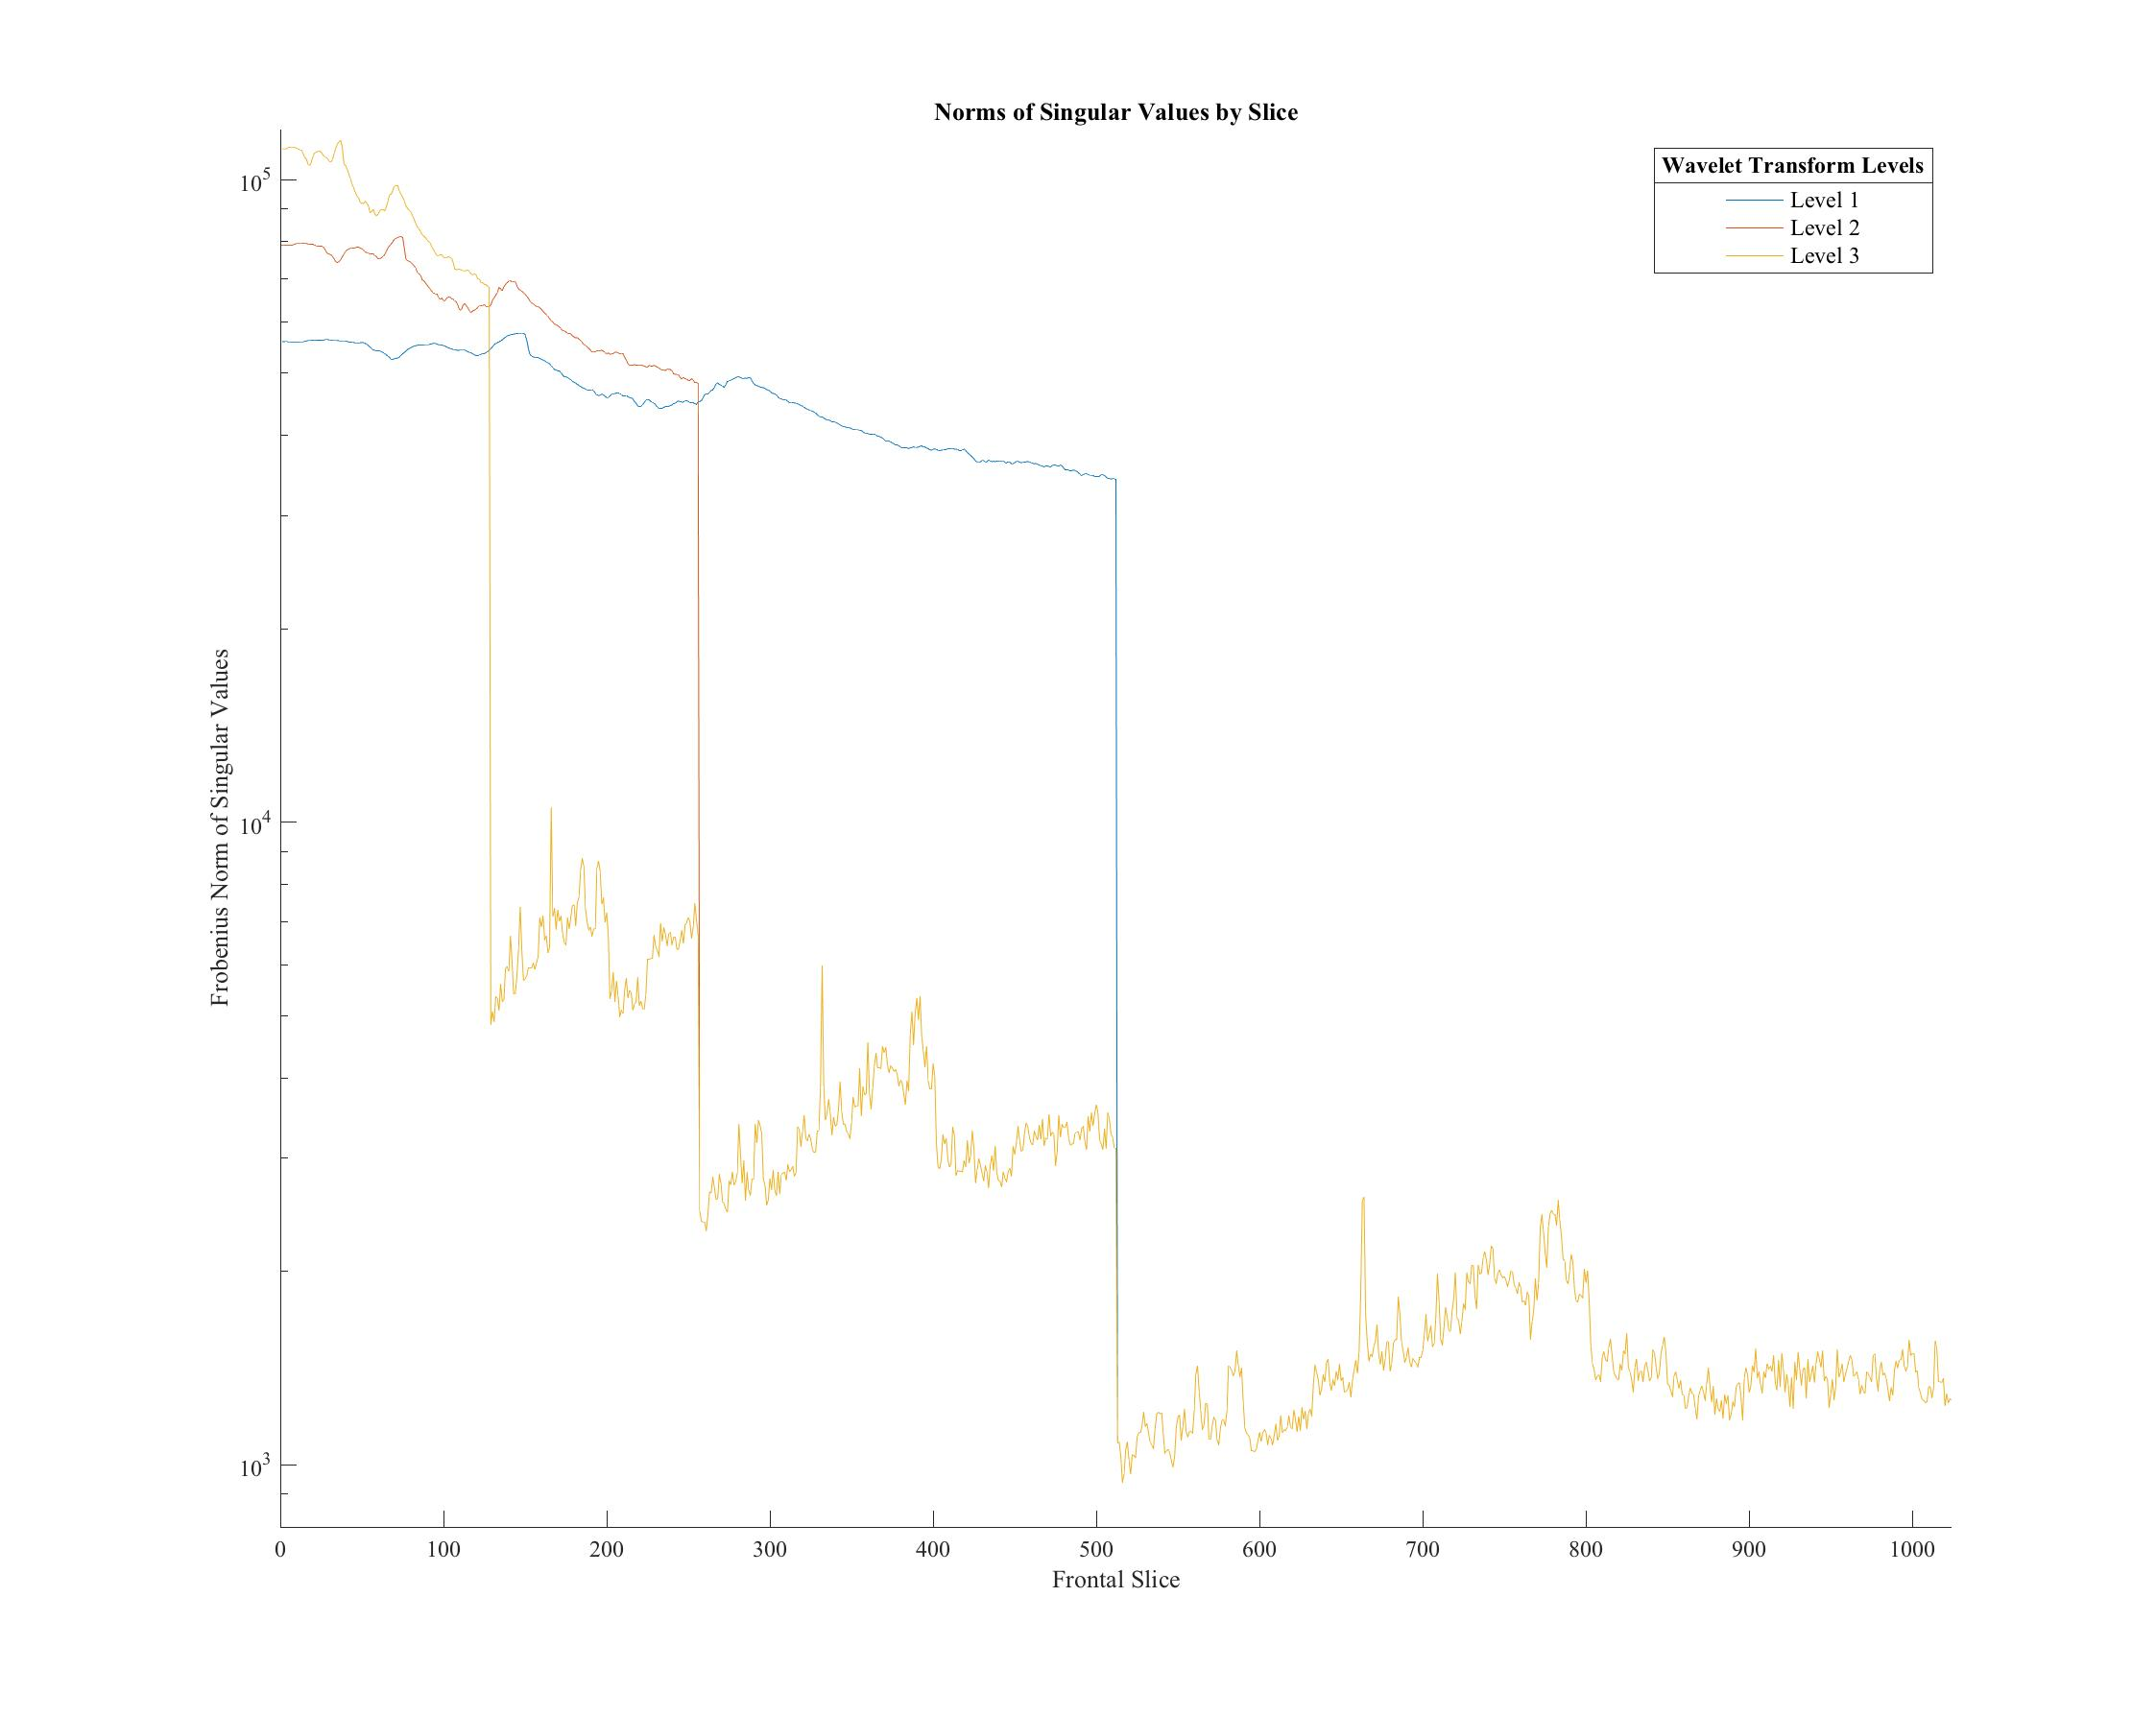 Norms of Singular Values by Slice
Wavelet Transform Levels
Level 1
Level 2
Level 3
Frobenius Norm of Singular Values
10^5
10^4
10^3
0 100 200 300 400 500 600 700 800 900 1000
Frontal Slice